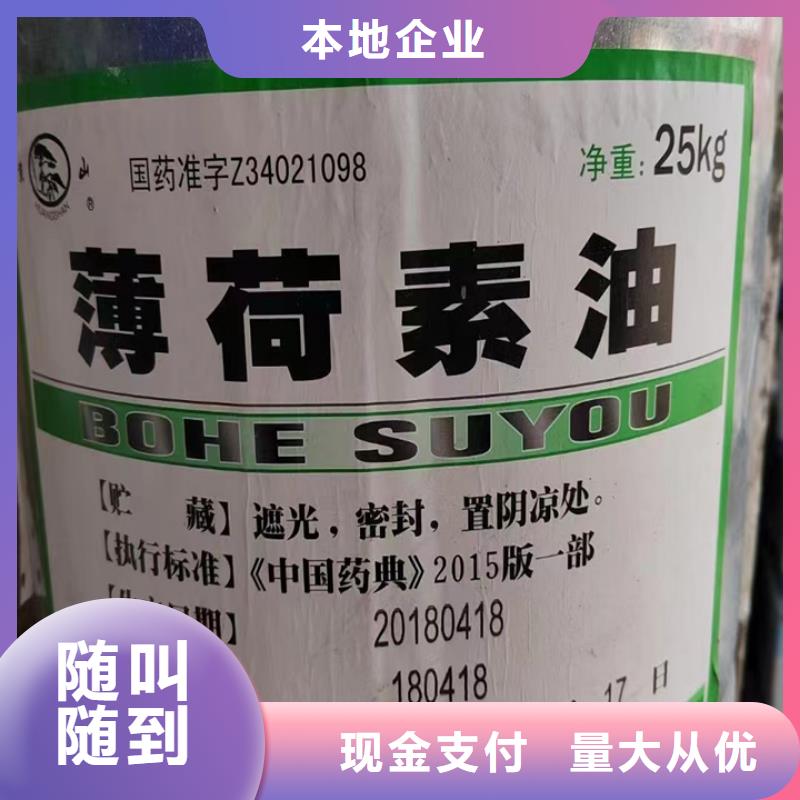 本地企业
山
®
HUANGSHAN
国药准字Z34021098
净重: 25kg
薄荷素油
BOHE SUYOU
【贮 藏】遮光，密封，置阴凉处。
【执行标准】《中国药典》2015版一部
20180418
180418
17 日
随叫
随到
现金支付 量大从优